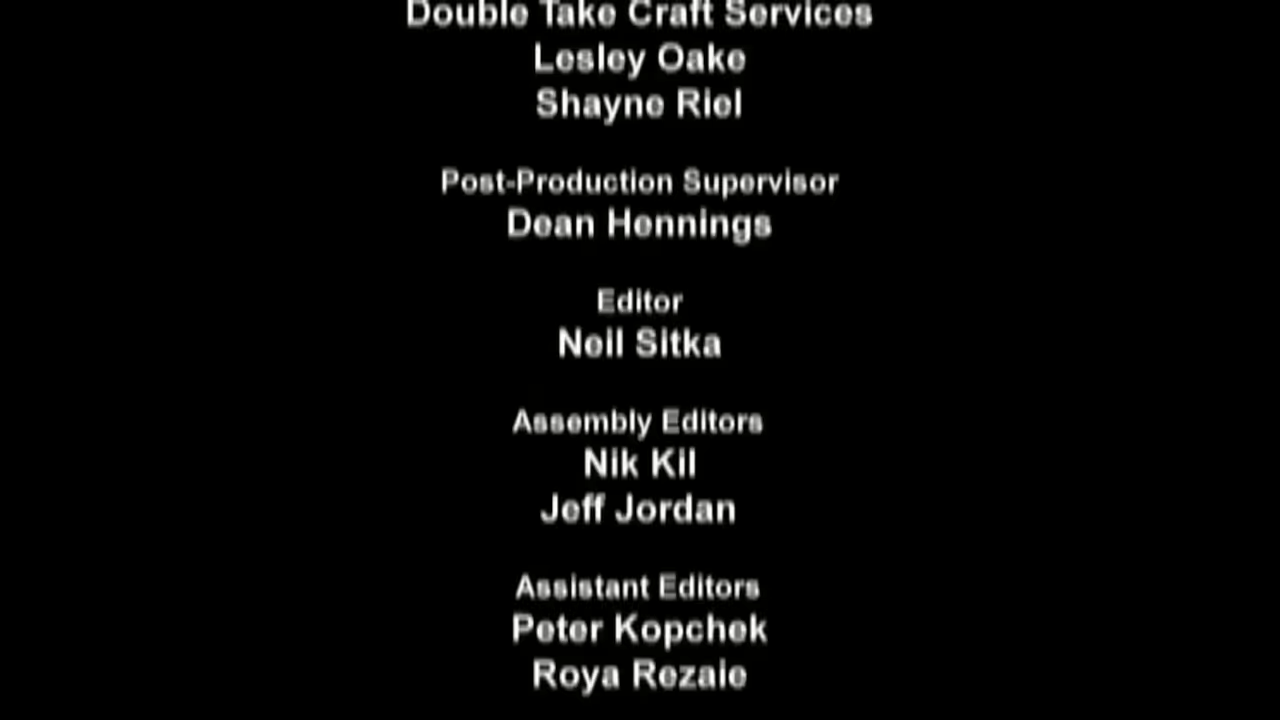 Double Take Craft Services
Lesley Oake
Shayne Riel
Post-Production Supervisor
Dean Hennings
Editor
Neil Sitka
Assembly Editors
Nik Kil
Jeff Jordan
Assistant Editors
Peter Kopchek
Roya Rezaie